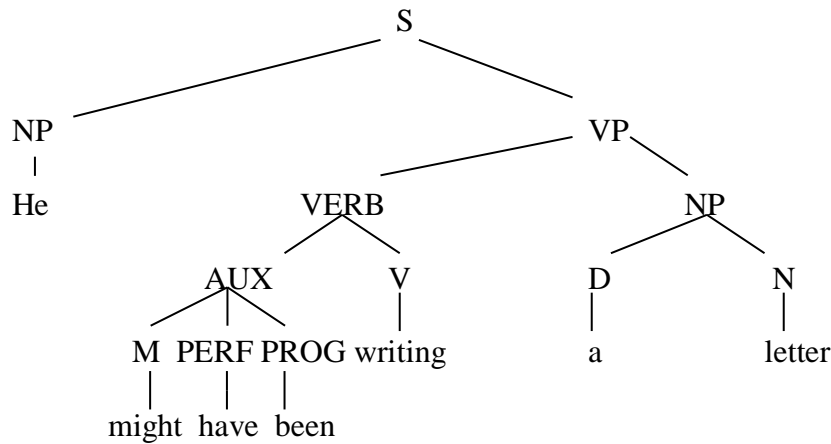 S
NP VP
He VERB NP
AUX V D N
M PERF PROG writing a letter
might have been